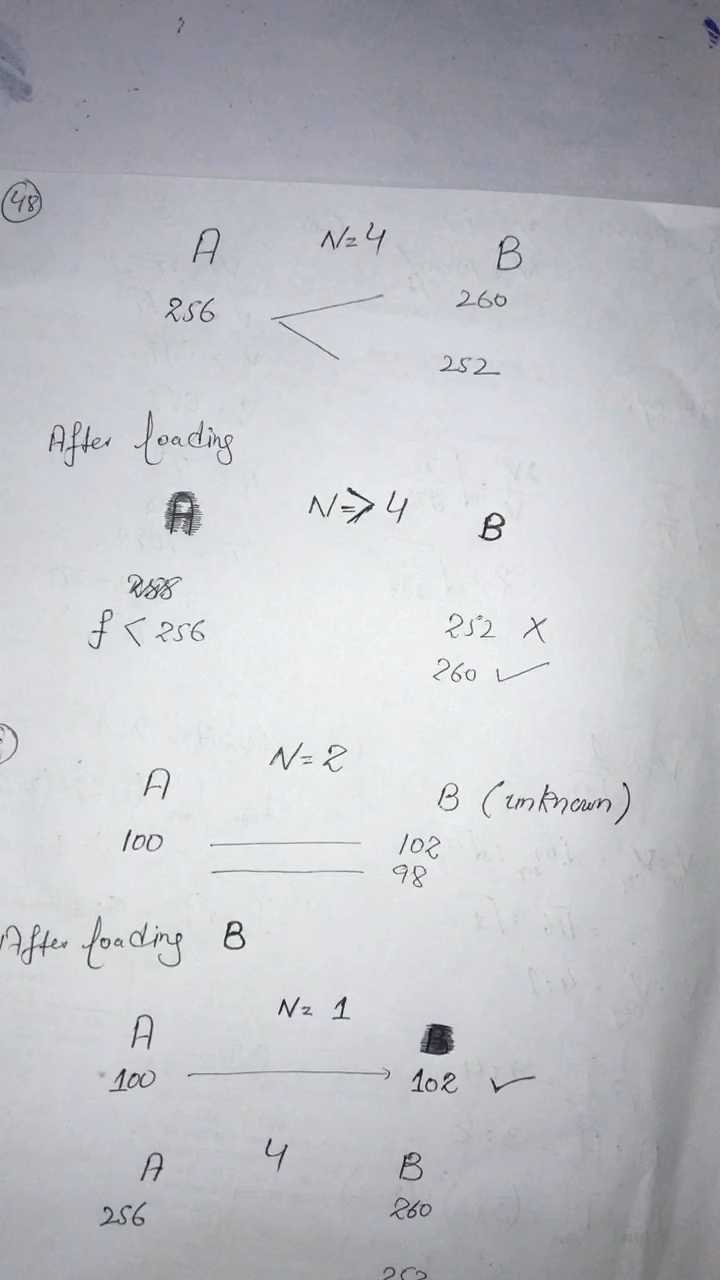 48
A N=4 B
256 260
252
After loading
A N=>4 B
f < 256 252 X
260 ✓
N=2
A B (unknown)
100 102
98
After loading B
N=1
A B
100 → 102 ✓
A 4 B
256 260
252